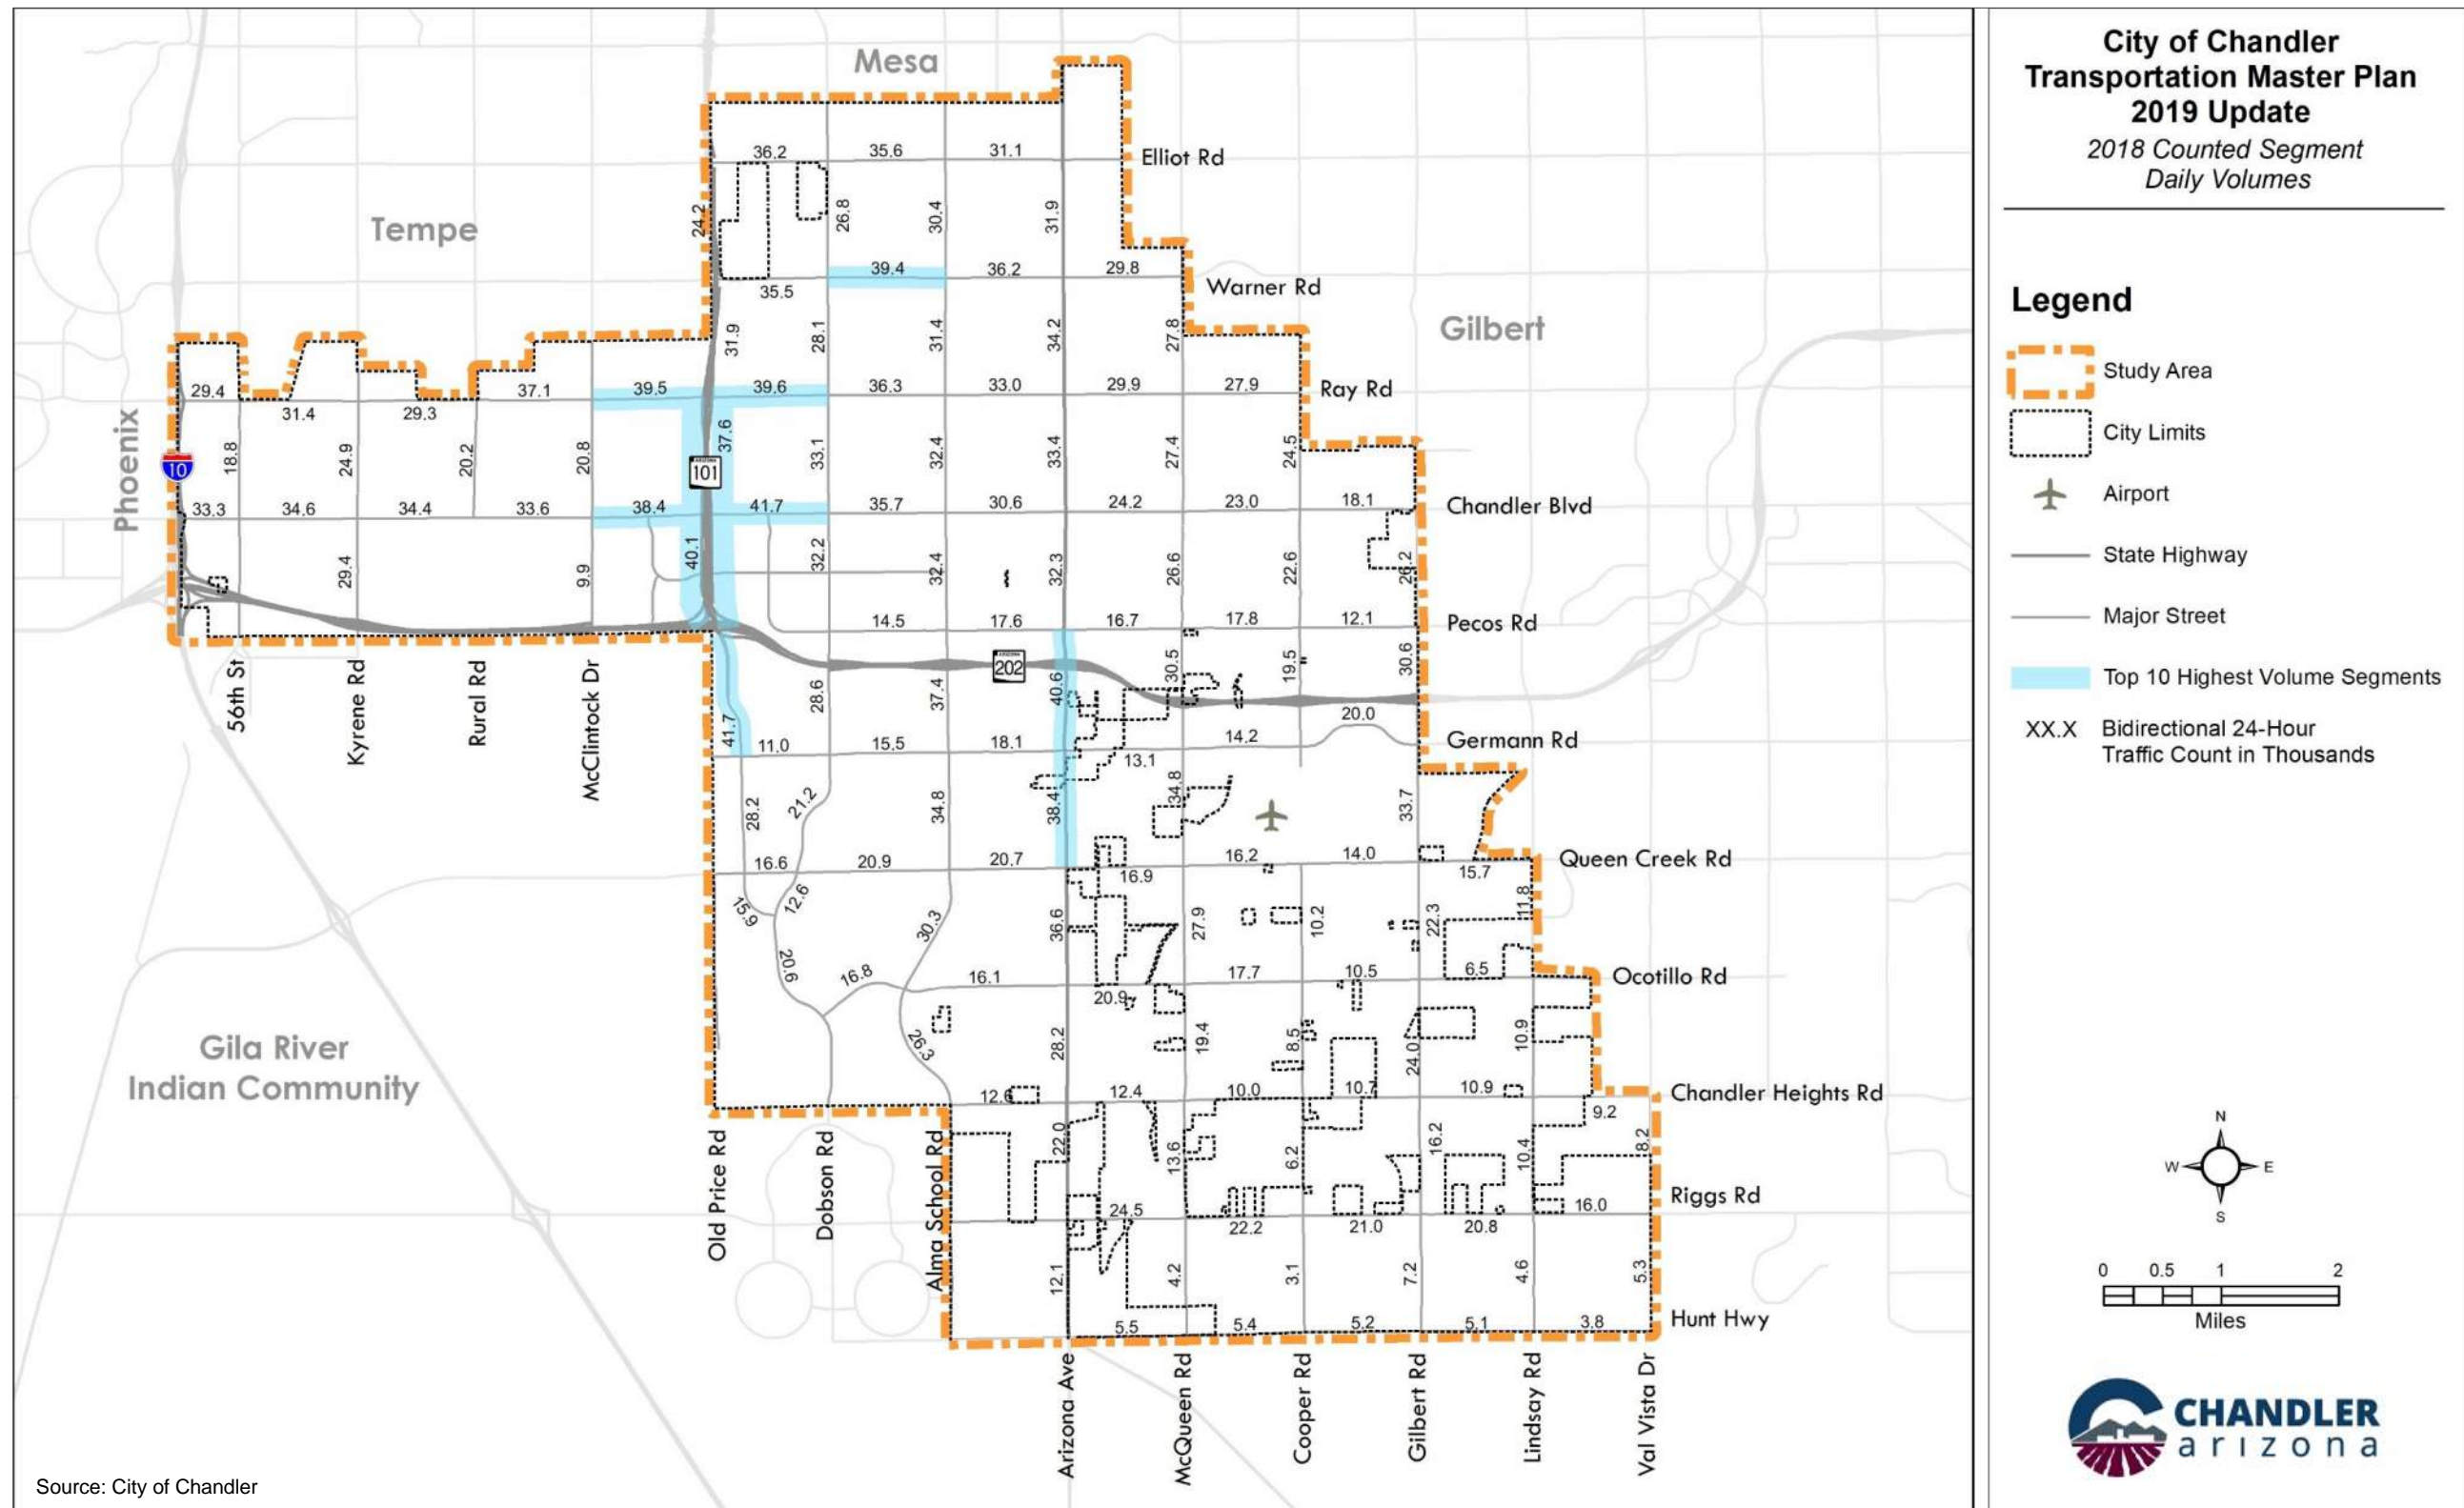 City of Chandler
Transportation Master Plan
2019 Update
2018 Counted Segment
Daily Volumes
Legend
Study Area
City Limits
Airport
State Highway
Major Street
Top 10 Highest Volume Segments
XX.X Bidirectional 24-Hour
Traffic Count in Thousands
N
W E
S
0 0.5 1 2
Miles
CHANDLER
arizona
Mesa
Tempe
Gilbert
Phoenix
Gila River
Indian Community
36.2 35.6 31.1 Elliot Rd
24.2 26.8 30.4 31.9
39.4 36.2 29.8
35.5 Warner Rd
31.9 28.1 31.4 34.2 27.8
29.4 37.1 39.5 39.6 36.3 33.0 29.9 27.9 Ray Rd
31.4 29.3
18.8 24.9 20.2 20.8 37.6 33.1 32.4 33.4 27.4 24.5
10
ARIZONA
101
33.3 34.6 34.4 33.6 38.4 41.7 35.7 30.6 24.2 23.0 18.1 Chandler Blvd
29.4 9.9 40.1 32.2 32.4 32.3 26.6 22.6 26.2
14.5 17.6 16.7 17.8 12.1 Pecos Rd
ARIZONA
202
28.6 37.4 40.6 30.5 19.5 30.6
56th St
Kyrene Rd
Rural Rd
McClintock Dr
41.7
20.0
11.0 15.5 18.1 14.2 Germann Rd
13.1
28.2 21.2 34.8 38.4 34.8 33.7
16.6 20.9 20.7 16.2 14.0 Queen Creek Rd
16.9 15.7
15.9 12.6 30.3 36.6 27.9 10.2 22.3 11.8
20.6 16.8 16.1 17.7 10.5 6.5 Ocotillo Rd
20.9
26.3 28.2 19.4 8.5 24.0 10.9
12.6 12.4 10.0 10.7 10.9 Chandler Heights Rd
9.2
22.0 13.6 6.2 16.2 10.4 8.2
Old Price Rd
Dobson Rd
Alma School Rd
24.5 16.0 Riggs Rd
22.2 21.0 20.8
12.1 4.2 3.1 7.2 4.6 5.3
5.5 5.4 5.2 5.1 3.8 Hunt Hwy
Arizona Ave
McQueen Rd
Cooper Rd
Gilbert Rd
Lindsay Rd
Val Vista Dr
Source: City of Chandler